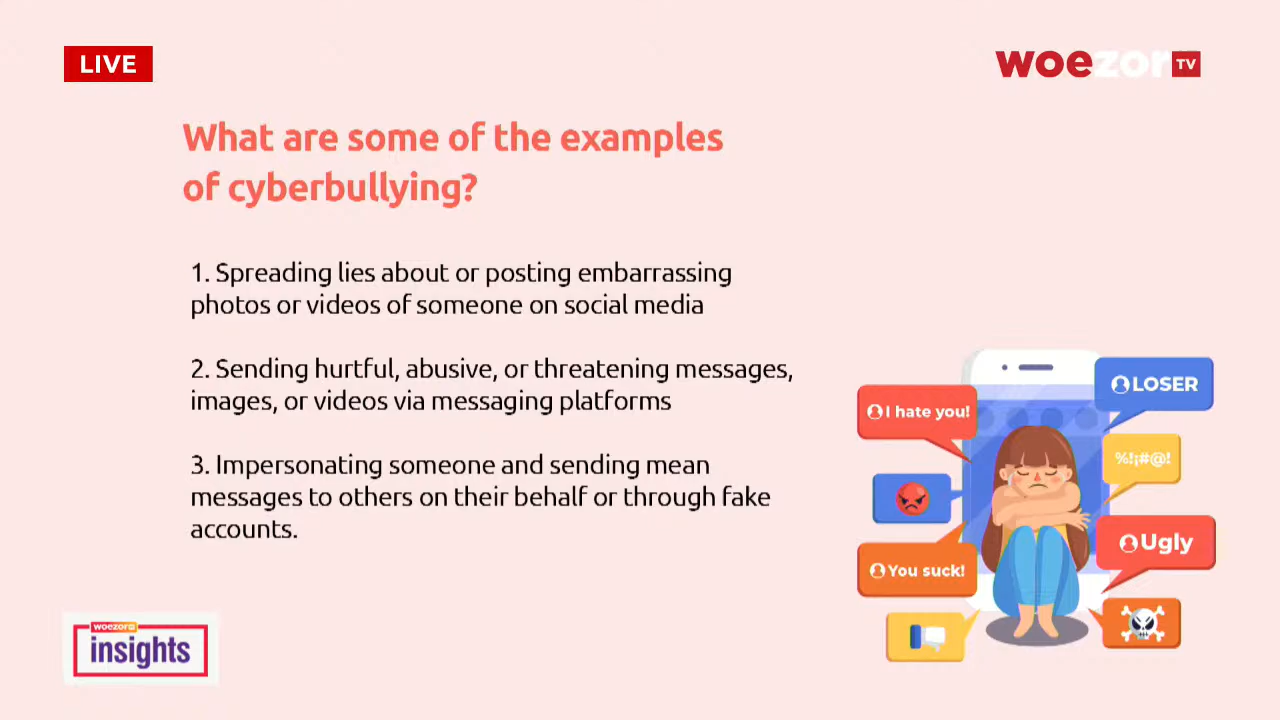 LIVE
woezor TV
What are some of the examples
of cyberbullying?
1. Spreading lies about or posting embarrassing
photos or videos of someone on social media
2. Sending hurtful, abusive, or threatening messages,
images, or videos via messaging platforms
3. Impersonating someone and sending mean
messages to others on their behalf or through fake
accounts.
I hate you!
LOSER
%!¡#@!
Ugly
You suck!
woezor
insights